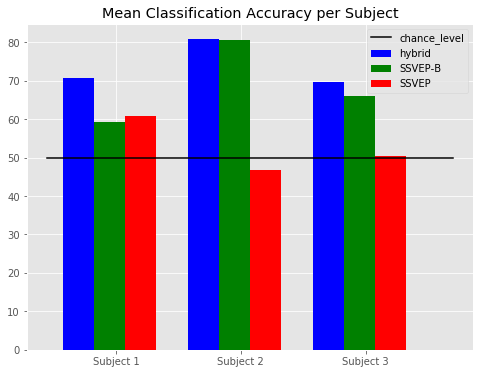 Mean Classification Accuracy per Subject
chance_level
hybrid
SSVEP-B
SSVEP
80
70
60
50
40
30
20
10
0
Subject 1
Subject 2
Subject 3